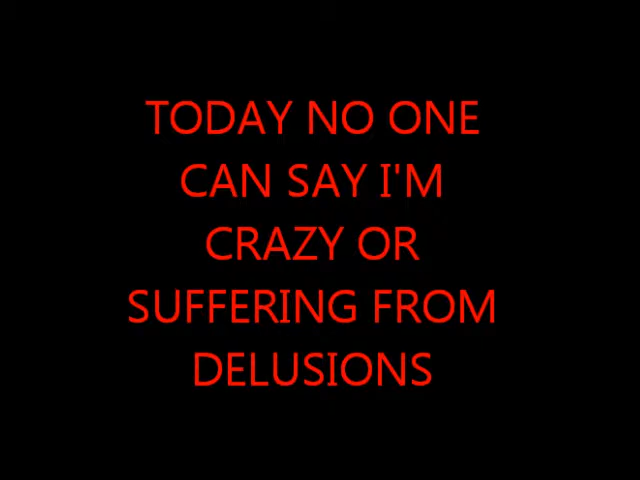 TODAY NO ONE
CAN SAY I'M
CRAZY OR
SUFFERING FROM
DELUSIONS